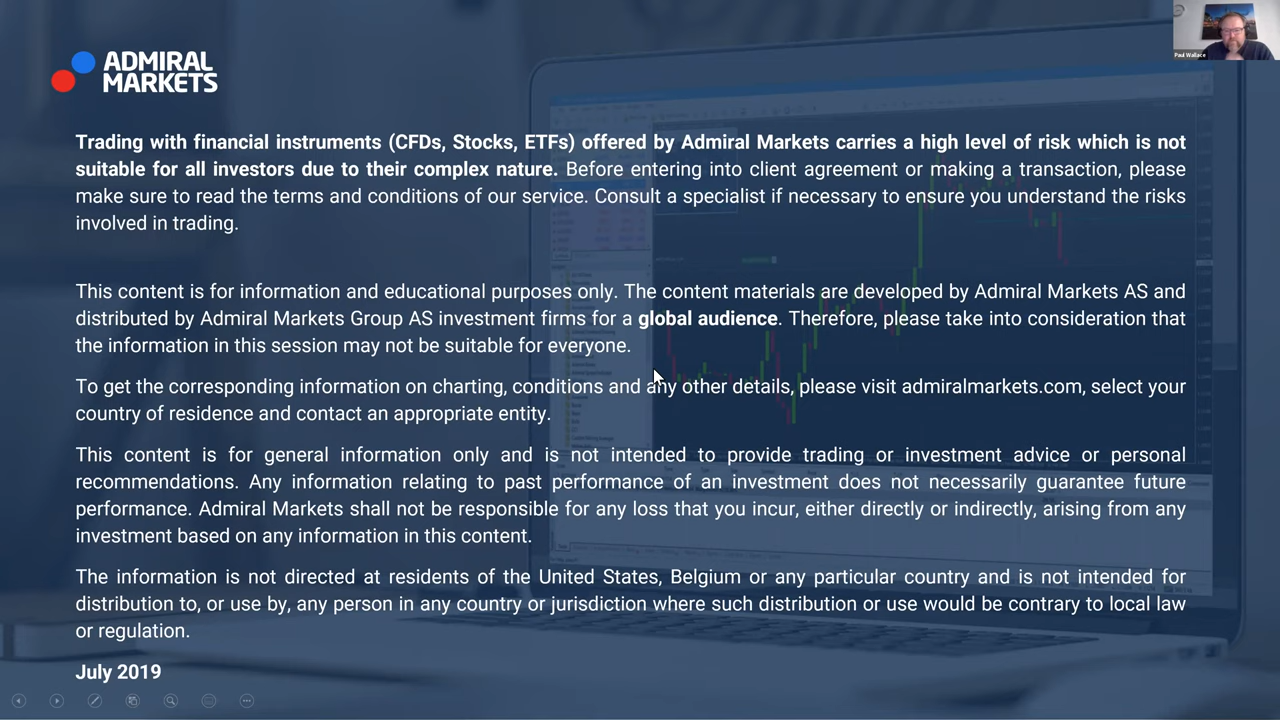 Paul Wallace
ADMIRAL
MARKETS
Trading with financial instruments (CFDs, Stocks, ETFs) offered by Admiral Markets carries a high level of risk which is not
suitable for all investors due to their complex nature. Before entering into client agreement or making a transaction, please
make sure to read the terms and conditions of our service. Consult a specialist if necessary to ensure you understand the risks
involved in trading.
This content is for information and educational purposes only. The content materials are developed by Admiral Markets AS and
distributed by Admiral Markets Group AS investment firms for a global audience. Therefore, please take into consideration that
the information in this session may not be suitable for everyone.
To get the corresponding information on charting, conditions and any other details, please visit admiralmarkets.com, select your
country of residence and contact an appropriate entity.
This content is for general information only and is not intended to provide trading or investment advice or personal
recommendations. Any information relating to past performance of an investment does not necessarily guarantee future
performance. Admiral Markets shall not be responsible for any loss that you incur, either directly or indirectly, arising from any
investment based on any information in this content.
The information is not directed at residents of the United States, Belgium or any particular country and is not intended for
distribution to, or use by, any person in any country or jurisdiction where such distribution or use would be contrary to local law
or regulation.
July 2019